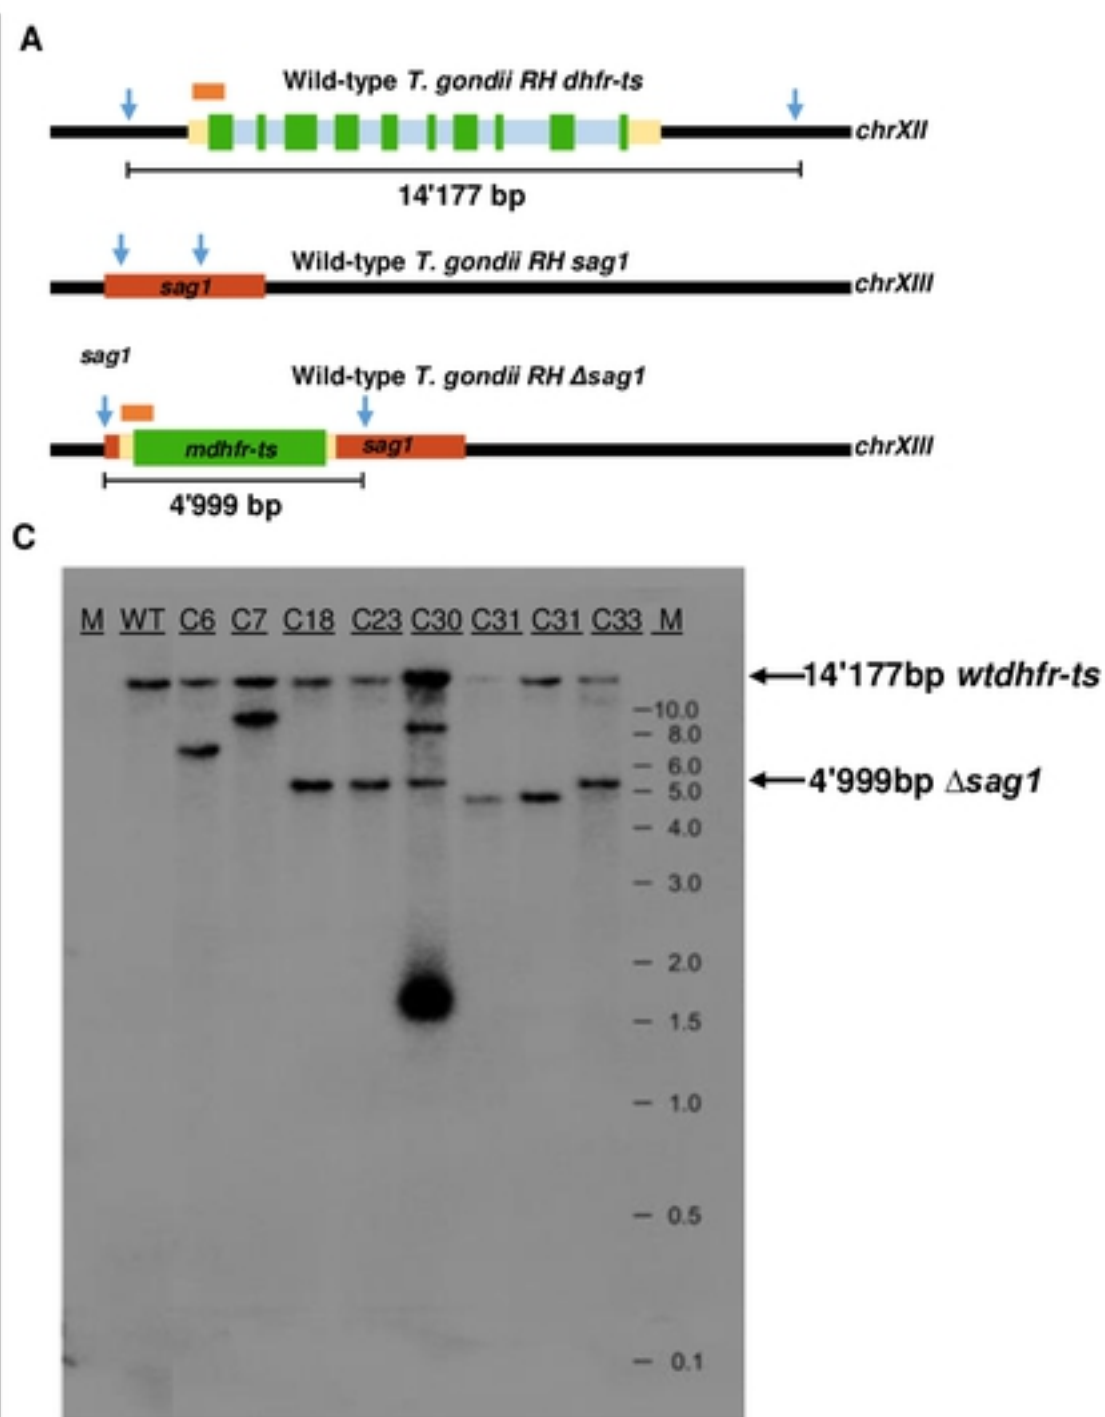 A
Wild-type T. gondii RH dhfr-ts
chrXII
14'177 bp
Wild-type T. gondii RH sag1
sag1
chrXIII
sag1
Wild-type T. gondii RH Δsag1
mdhfr-ts
sag1
chrXIII
4'999 bp
C
M WT C6 C7 C18 C23 C30 C31 C31 C33 M
14'177bp wtdhfr-ts
10.0
8.0
6.0
4'999bp Δsag1
5.0
4.0
3.0
2.0
1.5
1.0
0.5
0.1